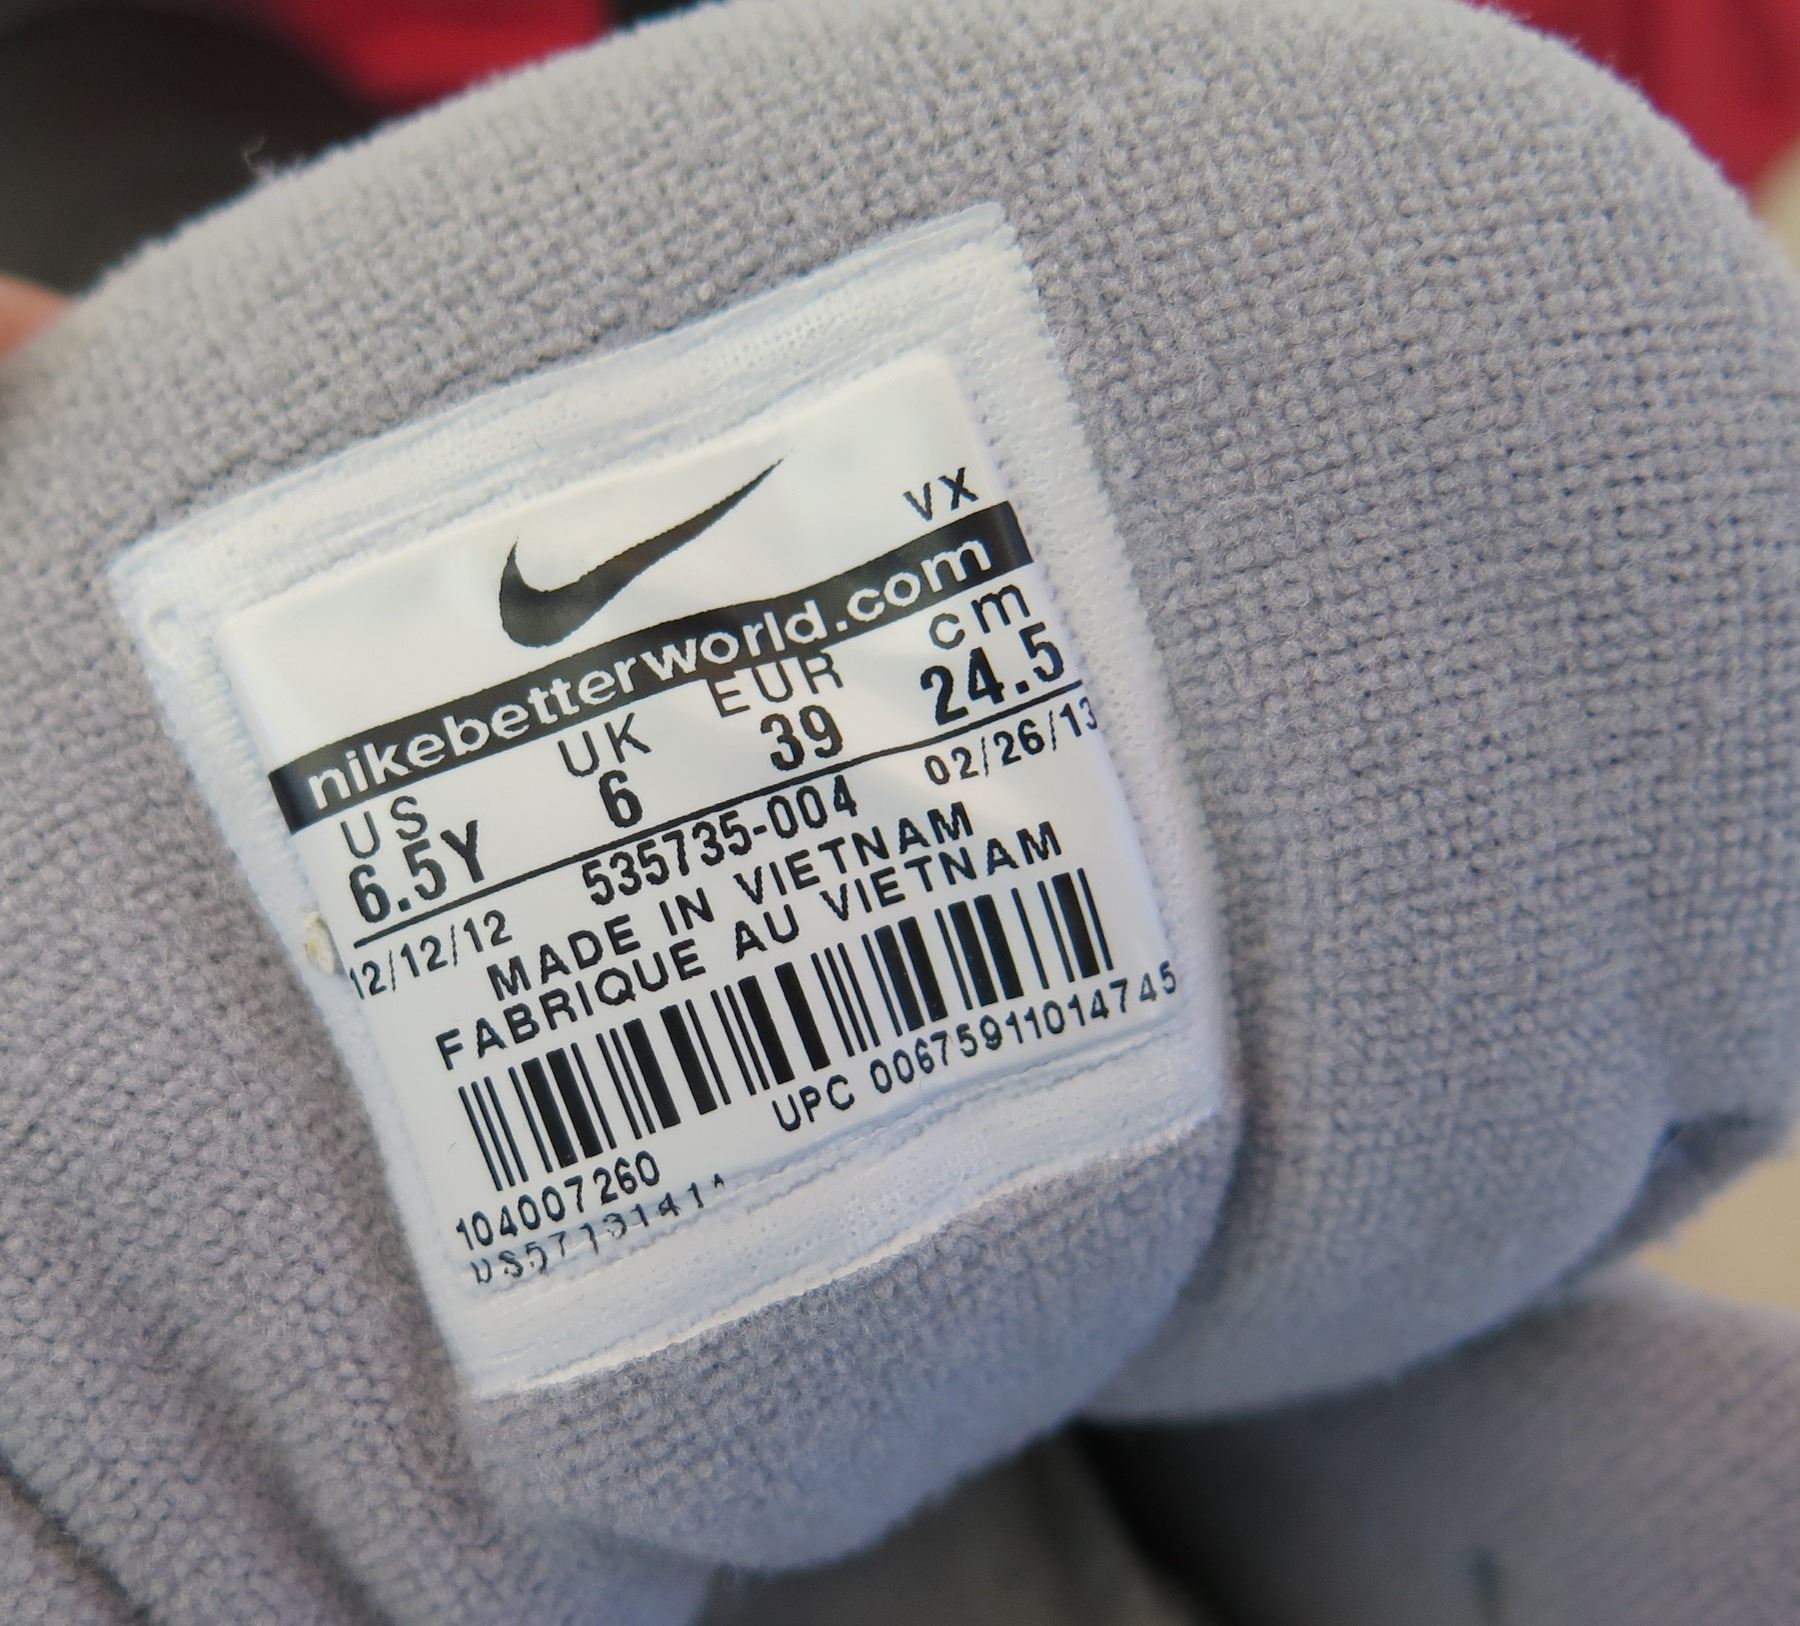 VX
nikebetterworld.com
US UK EUR cm
6.5Y 6 39 24.5
12/12/12 535735-004 02/26/13
MADE IN VIETNAM
FABRIQUE AU VIETNAM
UPC 00675911014745
104007260